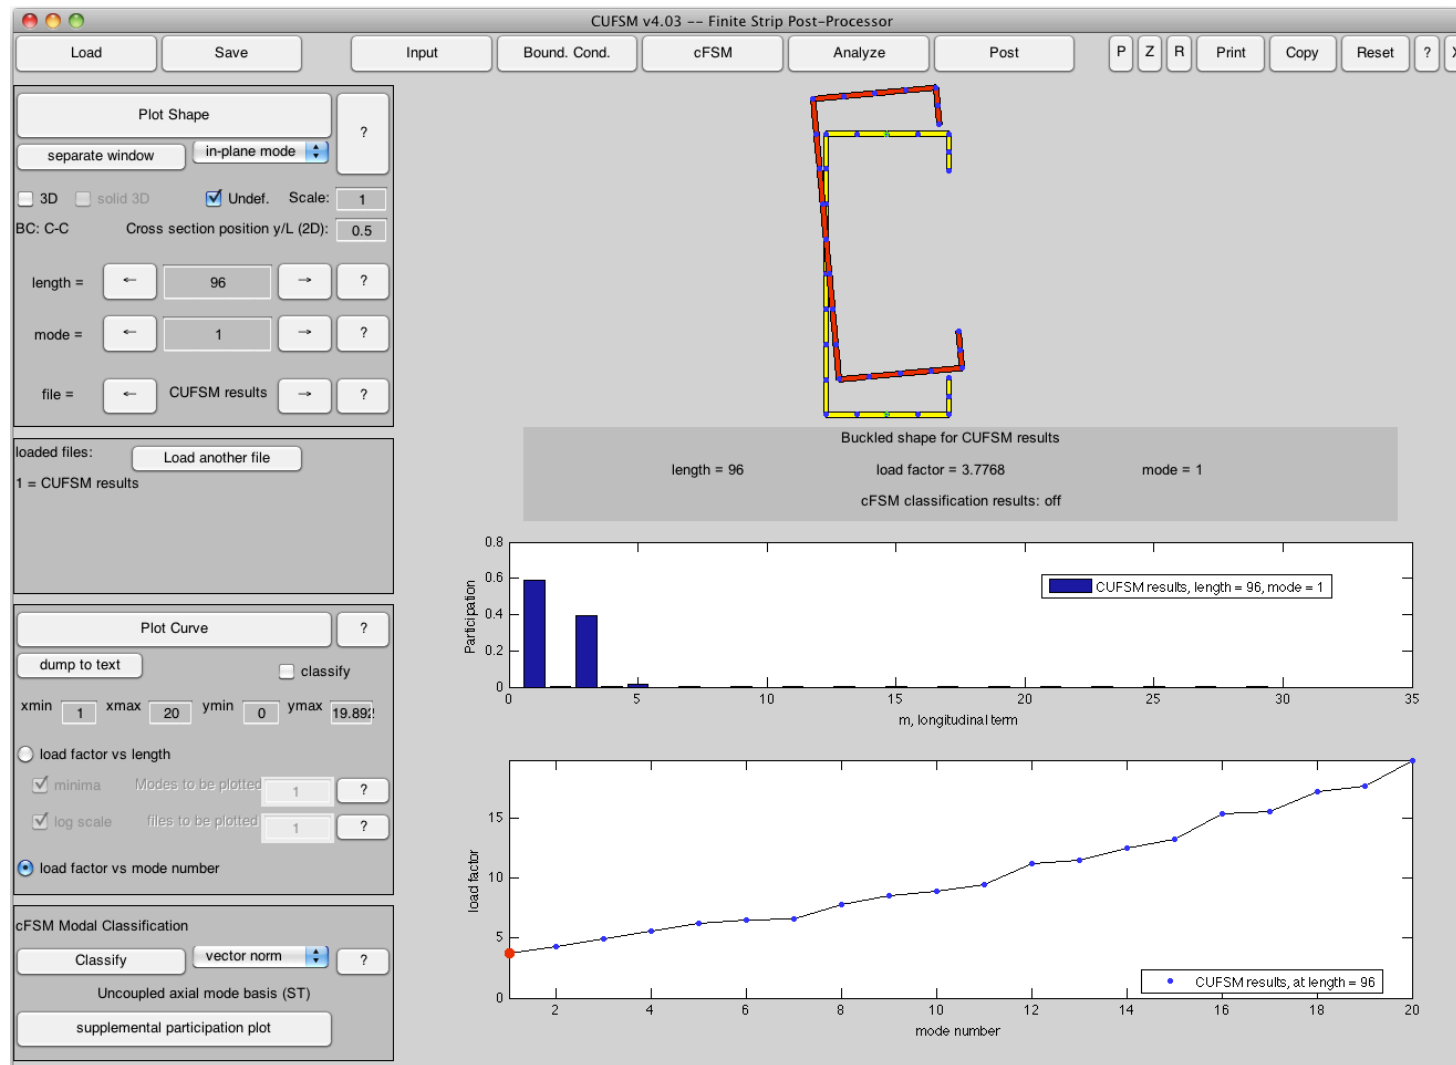 CUFSM v4.03 -- Finite Strip Post-Processor
Load Save Input Bound. Cond. cFSM Analyze Post P Z R Print Copy Reset ? X
Plot Shape
?
separate window in-plane mode
3D solid 3D Undef. Scale: 1
BC: C-C Cross section position y/L (2D): 0.5
length = ← 96 → ?
mode = ← 1 → ?
file = ← CUFSM results → ?
loaded files: Load another file
1 = CUFSM results
Plot Curve ?
dump to text classify
xmin 1 xmax 20 ymin 0 ymax 19.892
load factor vs length
minima Modes to be plotted 1 ?
log scale files to be plotted 1 ?
load factor vs mode number
cFSM Modal Classification
Classify vector norm ?
Uncoupled axial mode basis (ST)
supplemental participation plot
Buckled shape for CUFSM results
length = 96 load factor = 3.7768 mode = 1
cFSM classification results: off
0.8
0.6
0.4
0.2
0
Participation
CUFSM results, length = 96, mode = 1
0 5 10 15 20 25 30 35
m, longitudinal term
15
10
5
0
load factor
CUFSM results, at length = 96
2 4 6 8 10 12 14 16 18 20
mode number